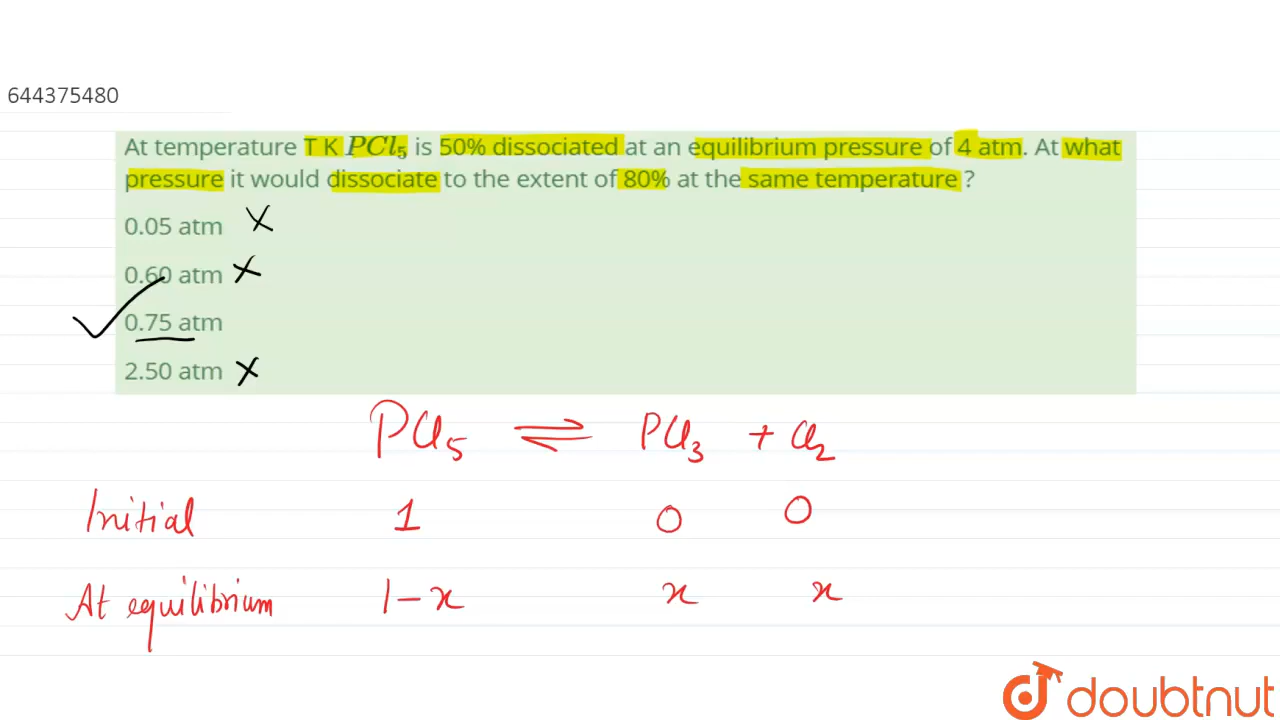 644375480
At temperature T K PCl₅ is 50% dissociated at an equilibrium pressure of 4 atm. At what
pressure it would dissociate to the extent of 80% at the same temperature ?
0.05 atm ×
0.60 atm ×
✓ 0.75 atm
2.50 atm ×
PCl₅ ⇌ PCl₃ + Cl₂
Initial 1 0 0
At equilibrium 1-x x x
doubtnut